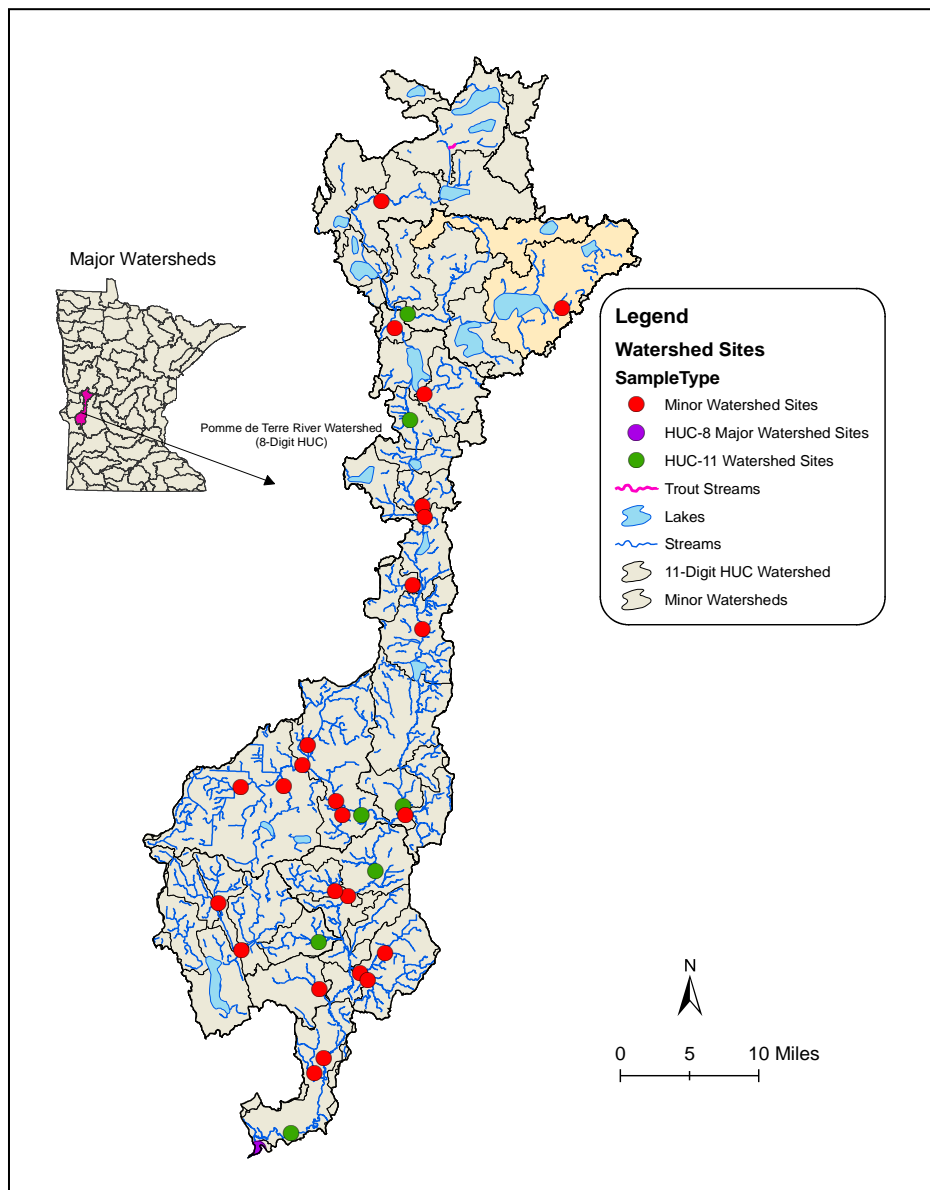 Major Watersheds
Pomme de Terre River Watershed
(8-Digit HUC)
Legend
Watershed Sites
SampleType
Minor Watershed Sites
HUC-8 Major Watershed Sites
HUC-11 Watershed Sites
Trout Streams
Lakes
Streams
11-Digit HUC Watershed
Minor Watersheds
N
0 5 10 Miles